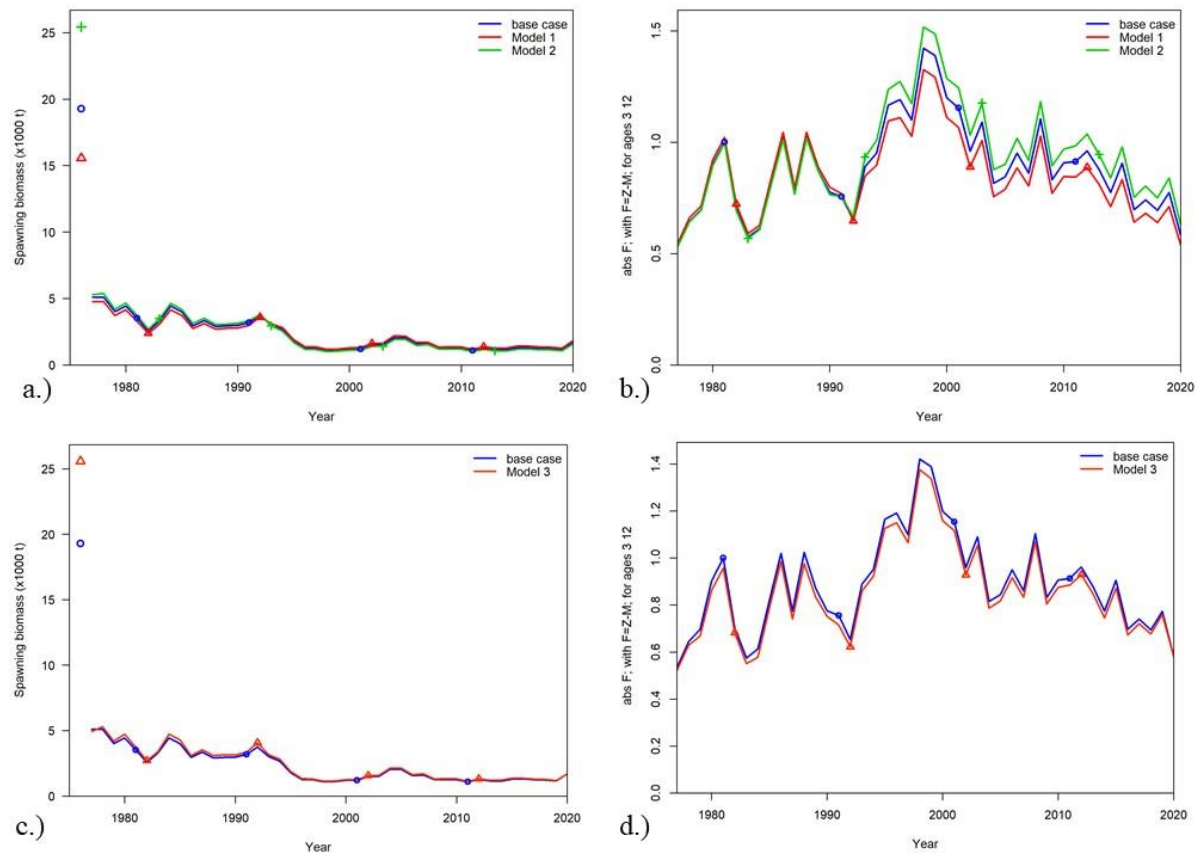 25
20
15
10
5
0
Spawning biomass (x1000 t)
base case
Model 1
Model 2
1980
1990
2000
2010
2020
Year
a.)
1.5
1.0
0.5
0.0
abs F; with F=Z-M; for ages 3 12
base case
Model 1
Model 2
1980
1990
2000
2010
2020
Year
b.)
25
20
15
10
5
0
Spawning biomass (x1000 t)
base case
Model 3
1980
1990
2000
2010
2020
Year
c.)
1.4
1.2
1.0
0.8
0.6
0.4
0.2
0.0
abs F; with F=Z-M; for ages 3 12
base case
Model 3
1980
1990
2000
2010
2020
Year
d.)